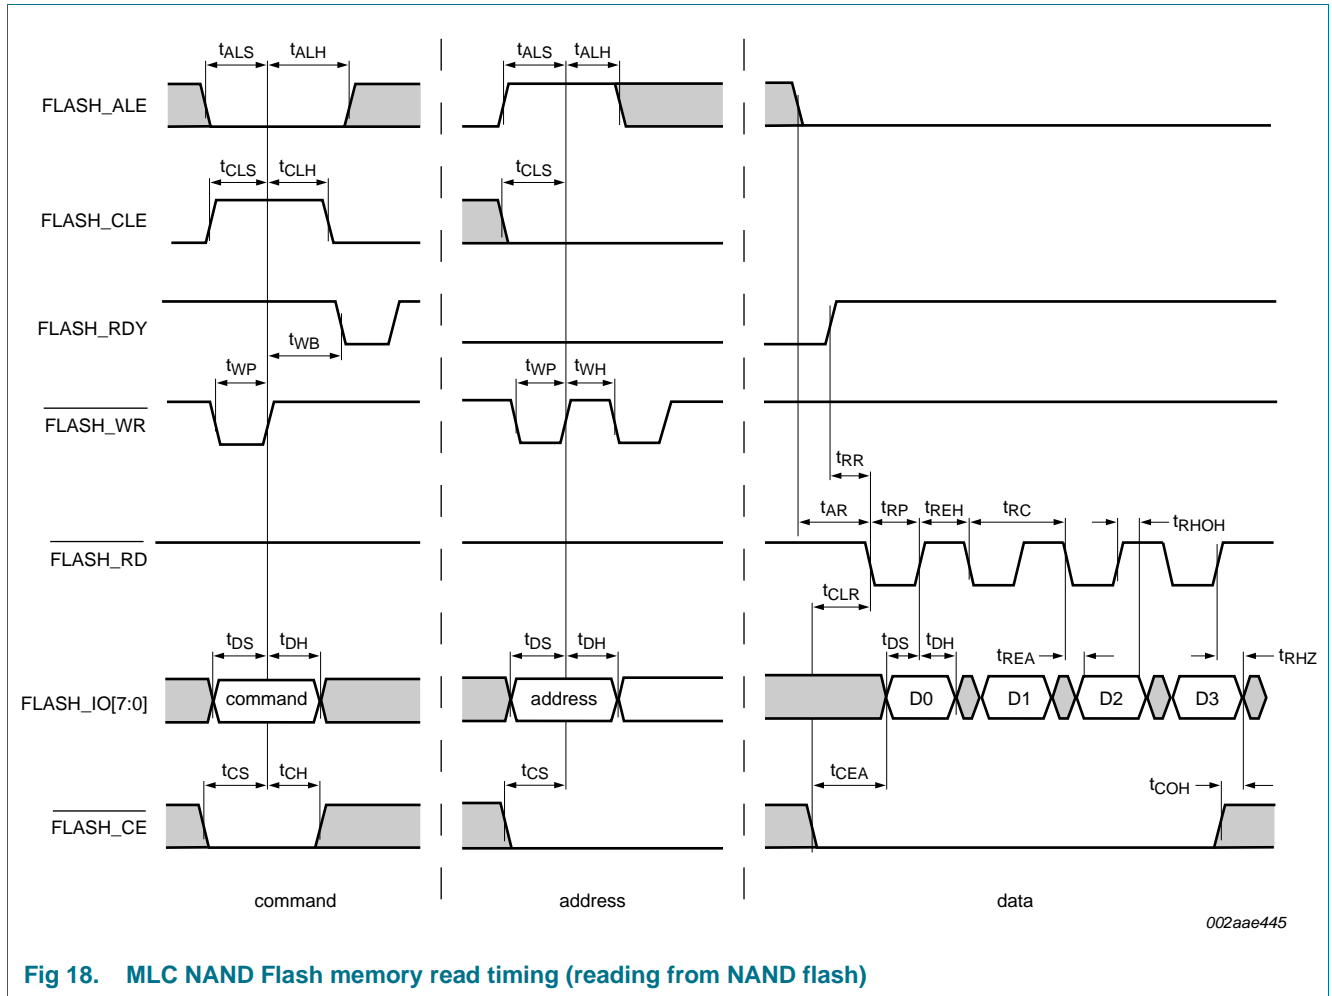 tALS tALH tALS tALH
FLASH_ALE
tCLS tCLH tCLS
FLASH_CLE
FLASH_RDY
tWB
tWP tWP tWH
FLASH_WR
tRR
tAR tRP tREH tRC tRHOH
FLASH_RD
tCLR
tDS tDH tDS tDH tDS tDH tREA tRHZ
FLASH_IO[7:0] command address D0 D1 D2 D3
tCS tCH tCS tCEA tCOH
FLASH_CE
command address data
002aae445
Fig 18. MLC NAND Flash memory read timing (reading from NAND flash)